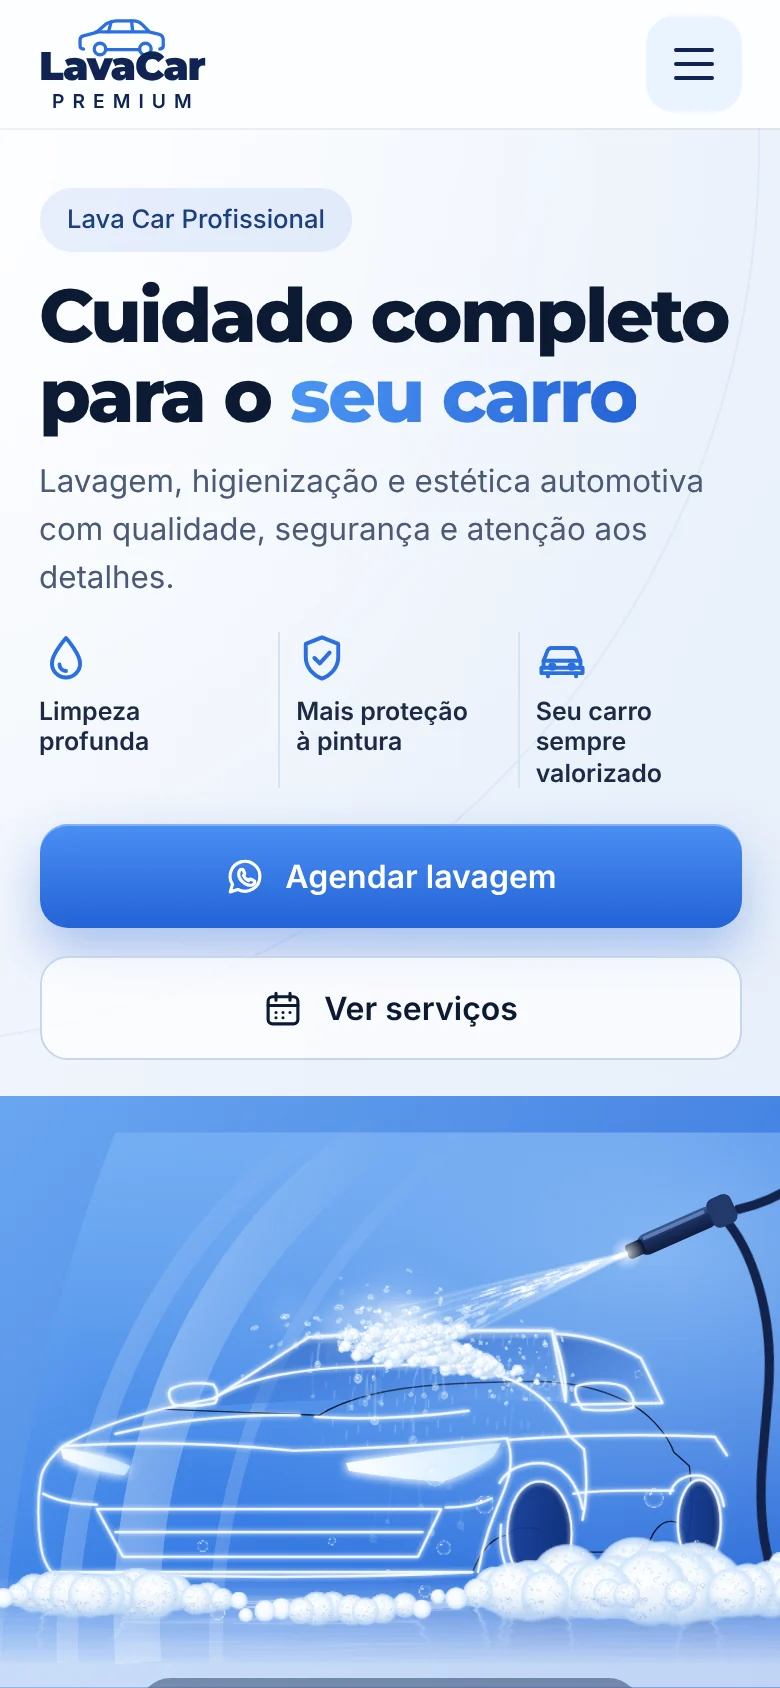 LavaCar
PREMIUM
Lava Car Profissional
Cuidado completo
para o seu carro
Lavagem, higienização e estética automotiva
com qualidade, segurança e atenção aos
detalhes.
Limpeza
profunda
Mais proteção
à pintura
Seu carro
sempre
valorizado
Agendar lavagem
Ver serviços